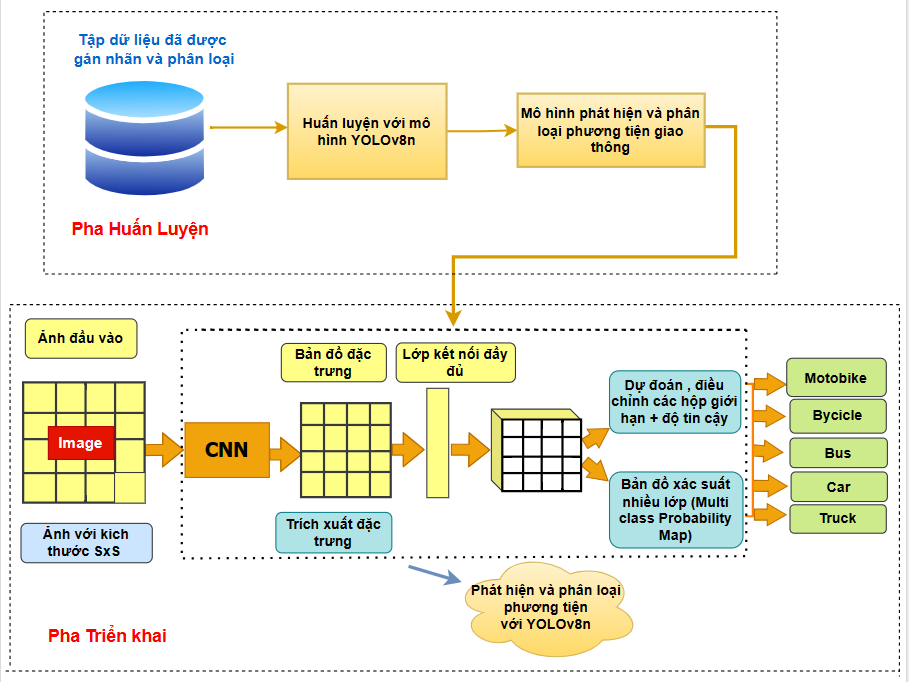 Tập dữ liệu đã được
gán nhãn và phân loại
Huấn luyện với mô
hình YOLOv8n
Mô hình phát hiện và phân
loại phương tiện giao
thông
Pha Huấn Luyện
Ảnh đầu vào
Image
Ảnh với kich
thước SxS
CNN
Bản đồ đặc
trưng
Trích xuất đặc
trưng
Lớp kết nối đầy
đủ
Dự đoán , điều
chỉnh các hộp giới
hạn + độ tin cậy
Bản đồ xác suất
nhiều lớp (Multi
class Probability
Map)
Motobike
Bycicle
Bus
Car
Truck
Phát hiện và phân loại
phương tiện
với YOLOv8n
Pha Triển khai